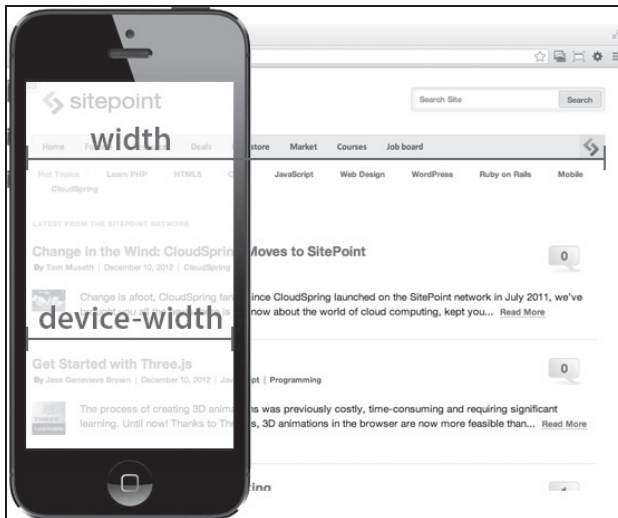 sitepoint
Search Site
Search
width
Home
Deals
store
Market
Courses
Job board
Hot Topics
Learn PHP
HTML5
JavaScript
Web Design
WordPress
Ruby on Rails
Mobile
CloudSpring
LATEST FROM THE SITEPOINT NETWORK
Change in the Wind: CloudSpring Moves to SitePoint
0
By Tom Museth | December 10, 2012 | CloudSpring
Change is afoot, CloudSpring fans since CloudSpring launched on the SitePoint network in July 2011, we've
now about the world of cloud computing, kept you... Read More
device-width
Get Started with Three.js
0
By Jess Genevieve Brown | December 10, 2012 | JavaScript | Programming
The process of creating 3D animations was previously costly, time-consuming and requiring significant
learning. Until now! Thanks to Three.js, 3D animations in the browser are now more feasible than... Read More